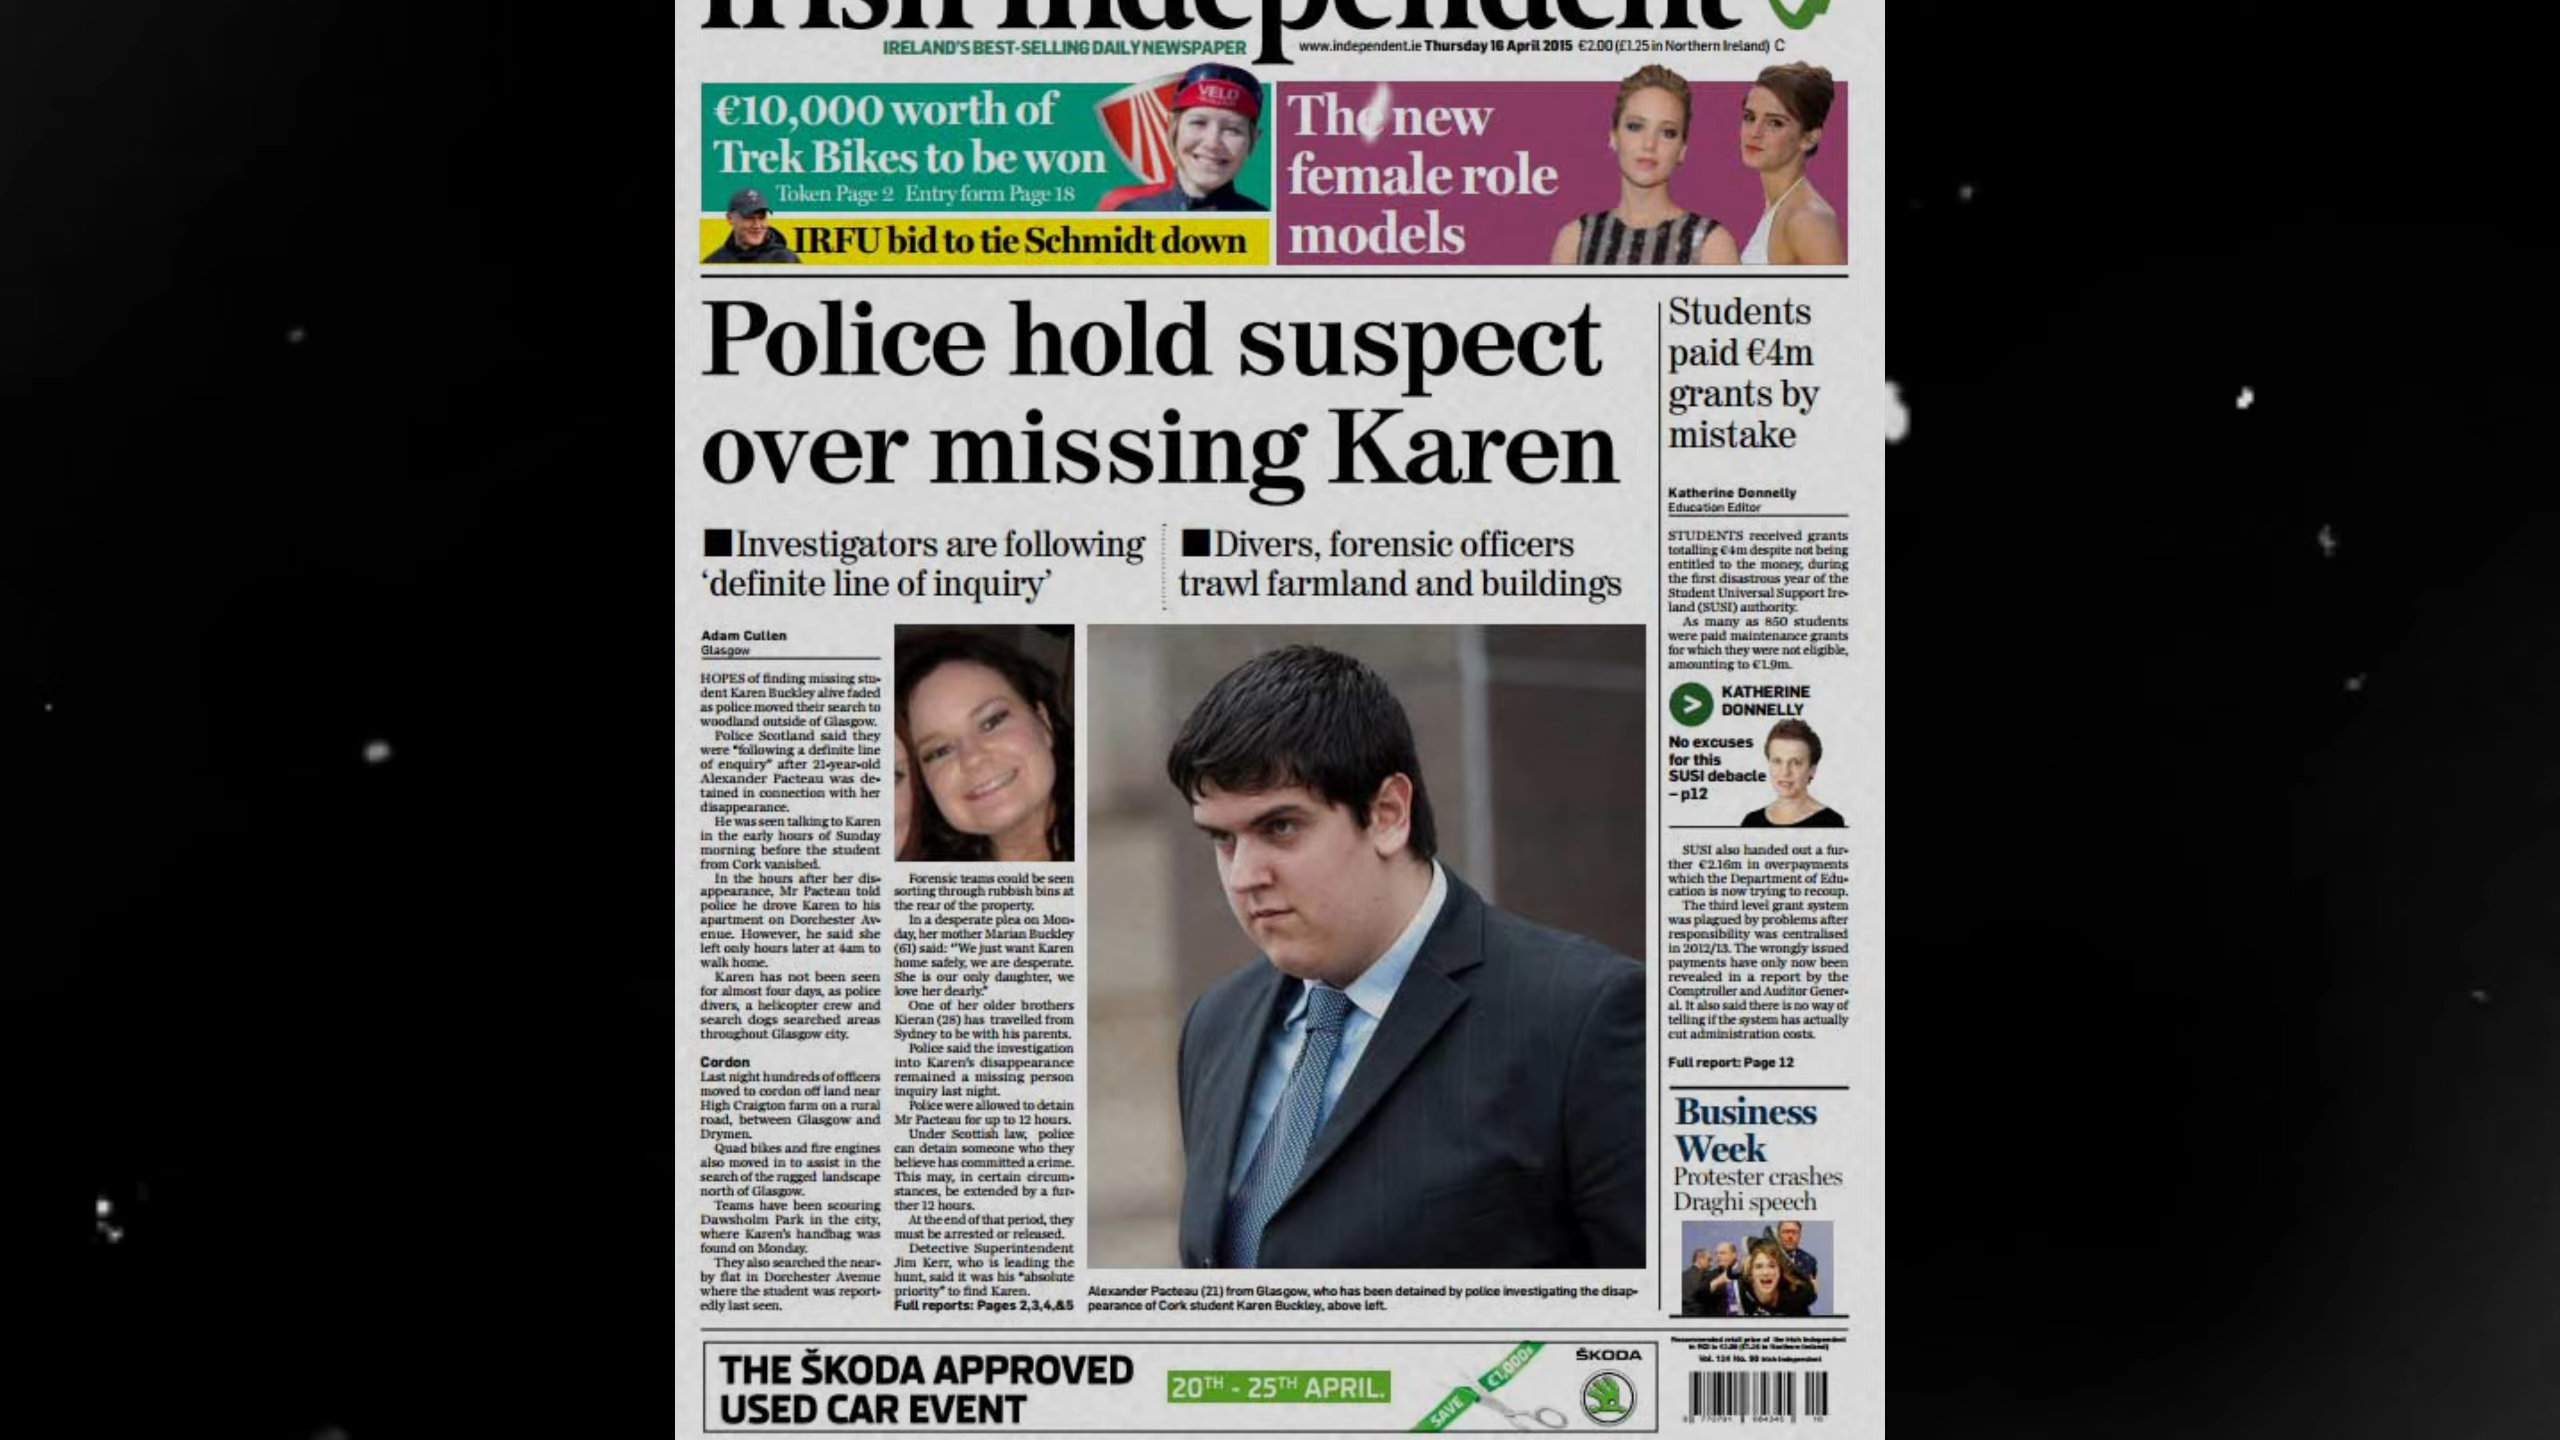 Irish Independent
IRELAND'S BEST-SELLING DAILY NEWSPAPER
www.independent.ie Thursday 16 April 2015 €2.00 (£1.25 in Northern Ireland) C
€10,000 worth of
Trek Bikes to be won
Token Page 2 Entry form Page 18
VELO
IRFU bid to tie Schmidt down
The new
female role
models
Police hold suspect
over missing Karen
■Investigators are following
'definite line of inquiry'
■Divers, forensic officers
trawl farmland and buildings
Adam Cullen
Glasgow
HOPES of finding missing stu-
dent Karen Buckley alive faded
as police moved their search to
woodland outside of Glasgow.
Police Scotland said they
were "following a definite line
of enquiry" after 21-year-old
Alexander Pacteau was de-
tained in connection with her
disappearance.
He was seen talking to Karen
in the early hours of Sunday
morning before the student
from Cork vanished.
In the hours after her dis-
appearance, Mr Pacteau told
police he drove Karen to his
apartment on Dorchester Av-
enue. However, he said she
left only hours later at 4am to
walk home.
Karen has not been seen
for almost four days, as police
divers, a helicopter crew and
search dogs searched areas
throughout Glasgow city.
Cordon
Last night hundreds of officers
moved to cordon off land near
High Craigton farm on a rural
road, between Glasgow and
Drymen.
Quad bikes and fire engines
also moved in to assist in the
search of the rugged landscape
north of Glasgow.
Teams have been scouring
Dawsholm Park in the city,
where Karen's handbag was
found on Monday.
They also searched the near-
by flat in Dorchester Avenue
where the student was report-
edly last seen.
Forensic teams could be seen
sorting through rubbish bins at
the rear of the property.
In a desperate plea on Mon-
day, her mother Marian Buckley
(61) said: "We just want Karen
home safely, we are desperate.
She is our only daughter, we
love her dearly."
One of her older brothers
Kieran (28) has travelled from
Sydney to be with his parents.
Police said the investigation
into Karen's disappearance
remained a missing person
inquiry last night.
Police were allowed to detain
Mr Pacteau for up to 12 hours.
Under Scottish law, police
can detain someone who they
believe has committed a crime.
This may, in certain circum-
stances, be extended by a fur-
ther 12 hours.
At the end of that period, they
must be arrested or released.
Detective Superintendent
Jim Kerr, who is leading the
hunt, said it was his "absolute
priority" to find Karen.
Full reports: Pages 2,3,4,&5
Alexander Pacteau (21) from Glasgow, who has been detained by police investigating the disap-
pearance of Cork student Karen Buckley, above left.
Students
paid €4m
grants by
mistake
Katherine Donnelly
Education Editor
STUDENTS received grants
totalling €4m despite not being
entitled to the money, during
the first disastrous year of the
Student Universal Support Ire-
land (SUSI) authority.
As many as 850 students
were paid maintenance grants
for which they were not eligible,
amounting to €1.9m.
KATHERINE
DONNELLY
No excuses
for this
SUSI debacle
– p12
SUSI also handed out a fur-
ther €2.16m in overpayments
which the Department of Edu-
cation is now trying to recoup.
The third level grant system
was plagued by problems after
responsibility was centralised
in 2012/13. The wrongly issued
payments have only now been
revealed in a report by the
Comptroller and Auditor Gener-
al. It also said there is no way of
telling if the system has actually
cut administration costs.
Full report: Page 12
Business
Week
Protester crashes
Draghi speech
THE ŠKODA APPROVED
USED CAR EVENT
20TH - 25TH APRIL.
SAVE €1,000s
ŠKODA
Recommended retail price of the Irish Independent